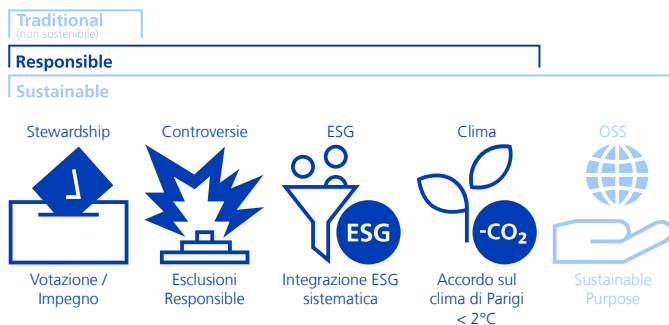 Traditional
(non sostenibile)
Responsible
Sustainable
Stewardship
Controversie
ESG
Clima
OSS
ESG
-CO₂
Votazione /
Impegno
Esclusioni
Responsible
Integrazione ESG
sistematica
Accordo sul
clima di Parigi
< 2°C
Sustainable
Purpose